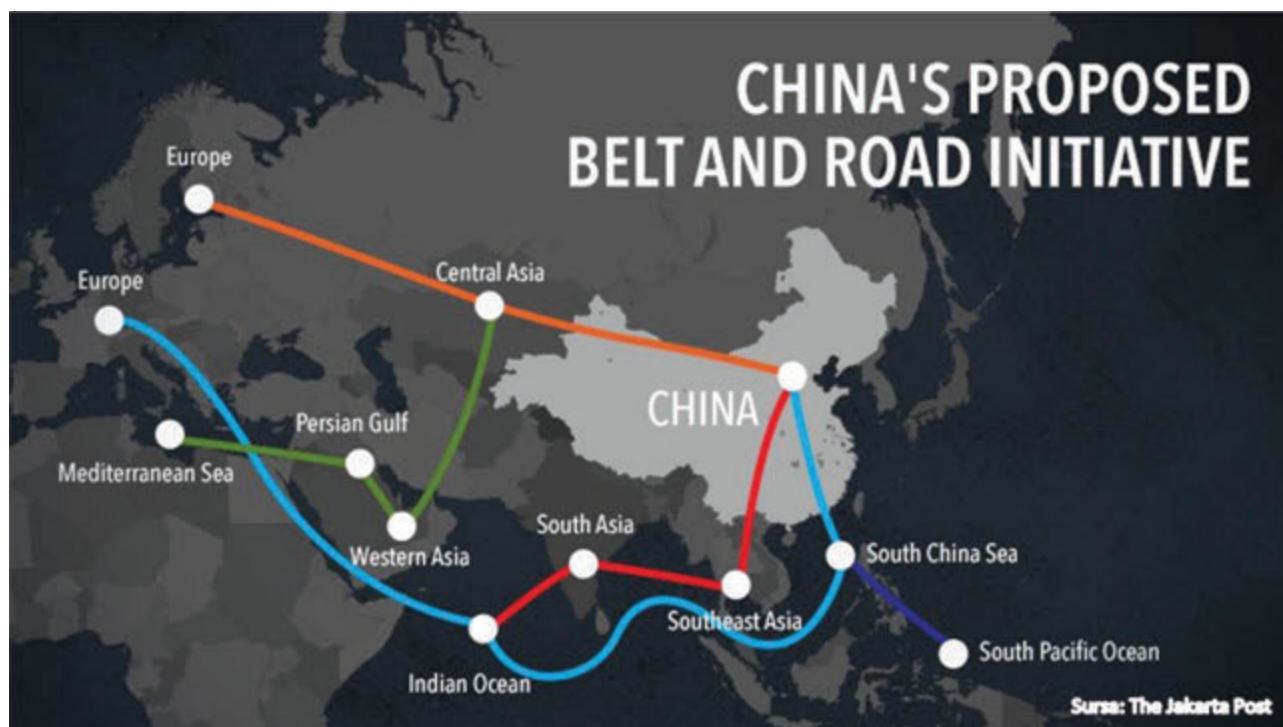 CHINA'S PROPOSED
BELT AND ROAD INITIATIVE
Europe
Europe
Central Asia
CHINA
Persian Gulf
Mediterranean Sea
Western Asia
South Asia
South China Sea
Southeast Asia
South Pacific Ocean
Indian Ocean
Sursa: The Jakarta Post